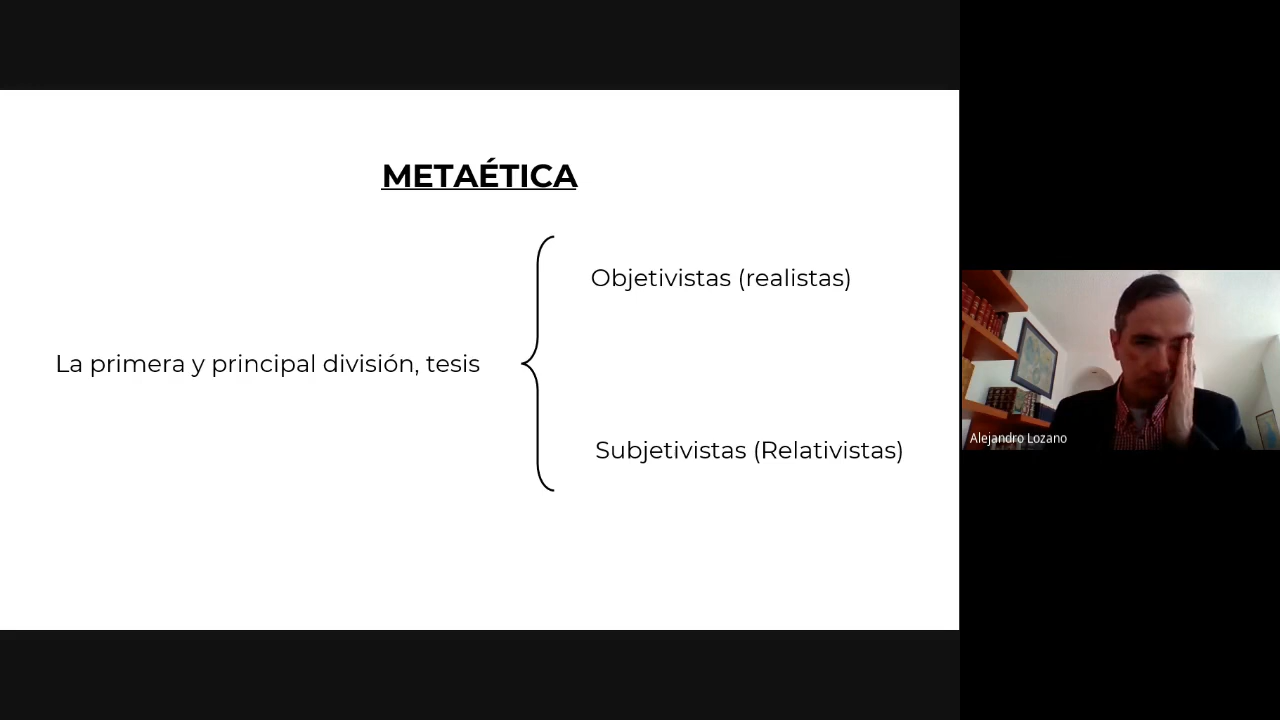 METAÉTICA
Objetivistas (realistas)
La primera y principal división, tesis
Subjetivistas (Relativistas)
Alejandro Lozano